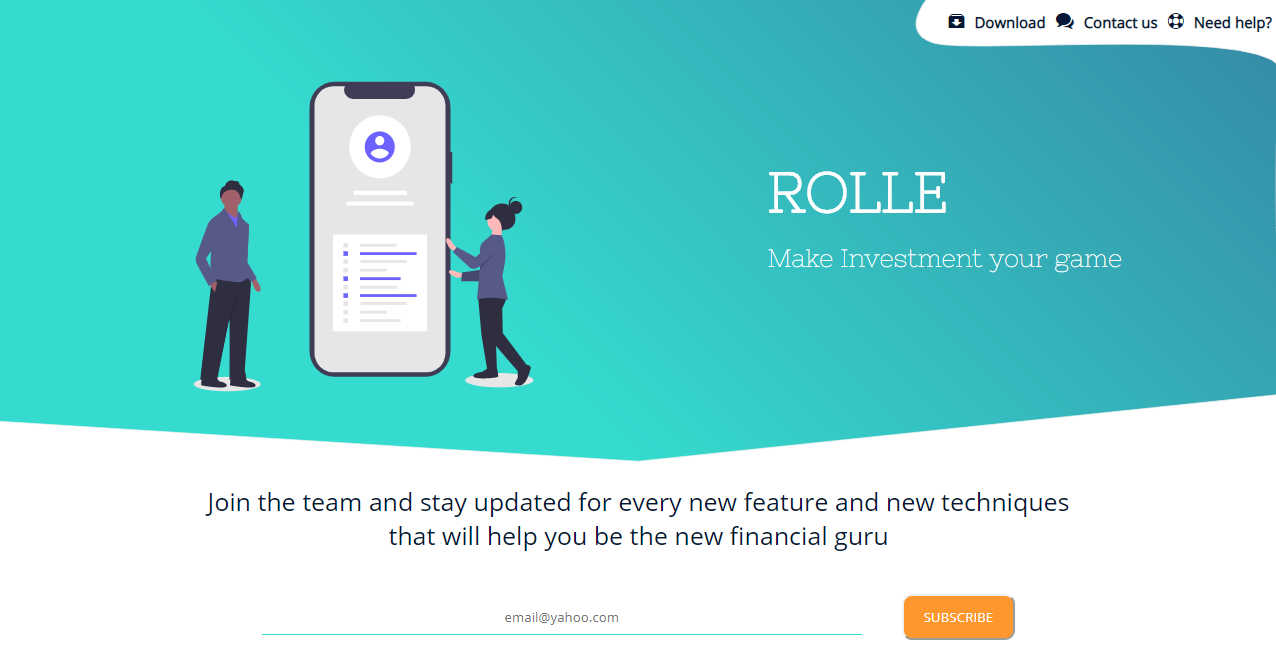 Download Contact us Need help?
ROLLE
Make Investment your game
Join the team and stay updated for every new feature and new techniques
that will help you be the new financial guru
email@yahoo.com
SUBSCRIBE